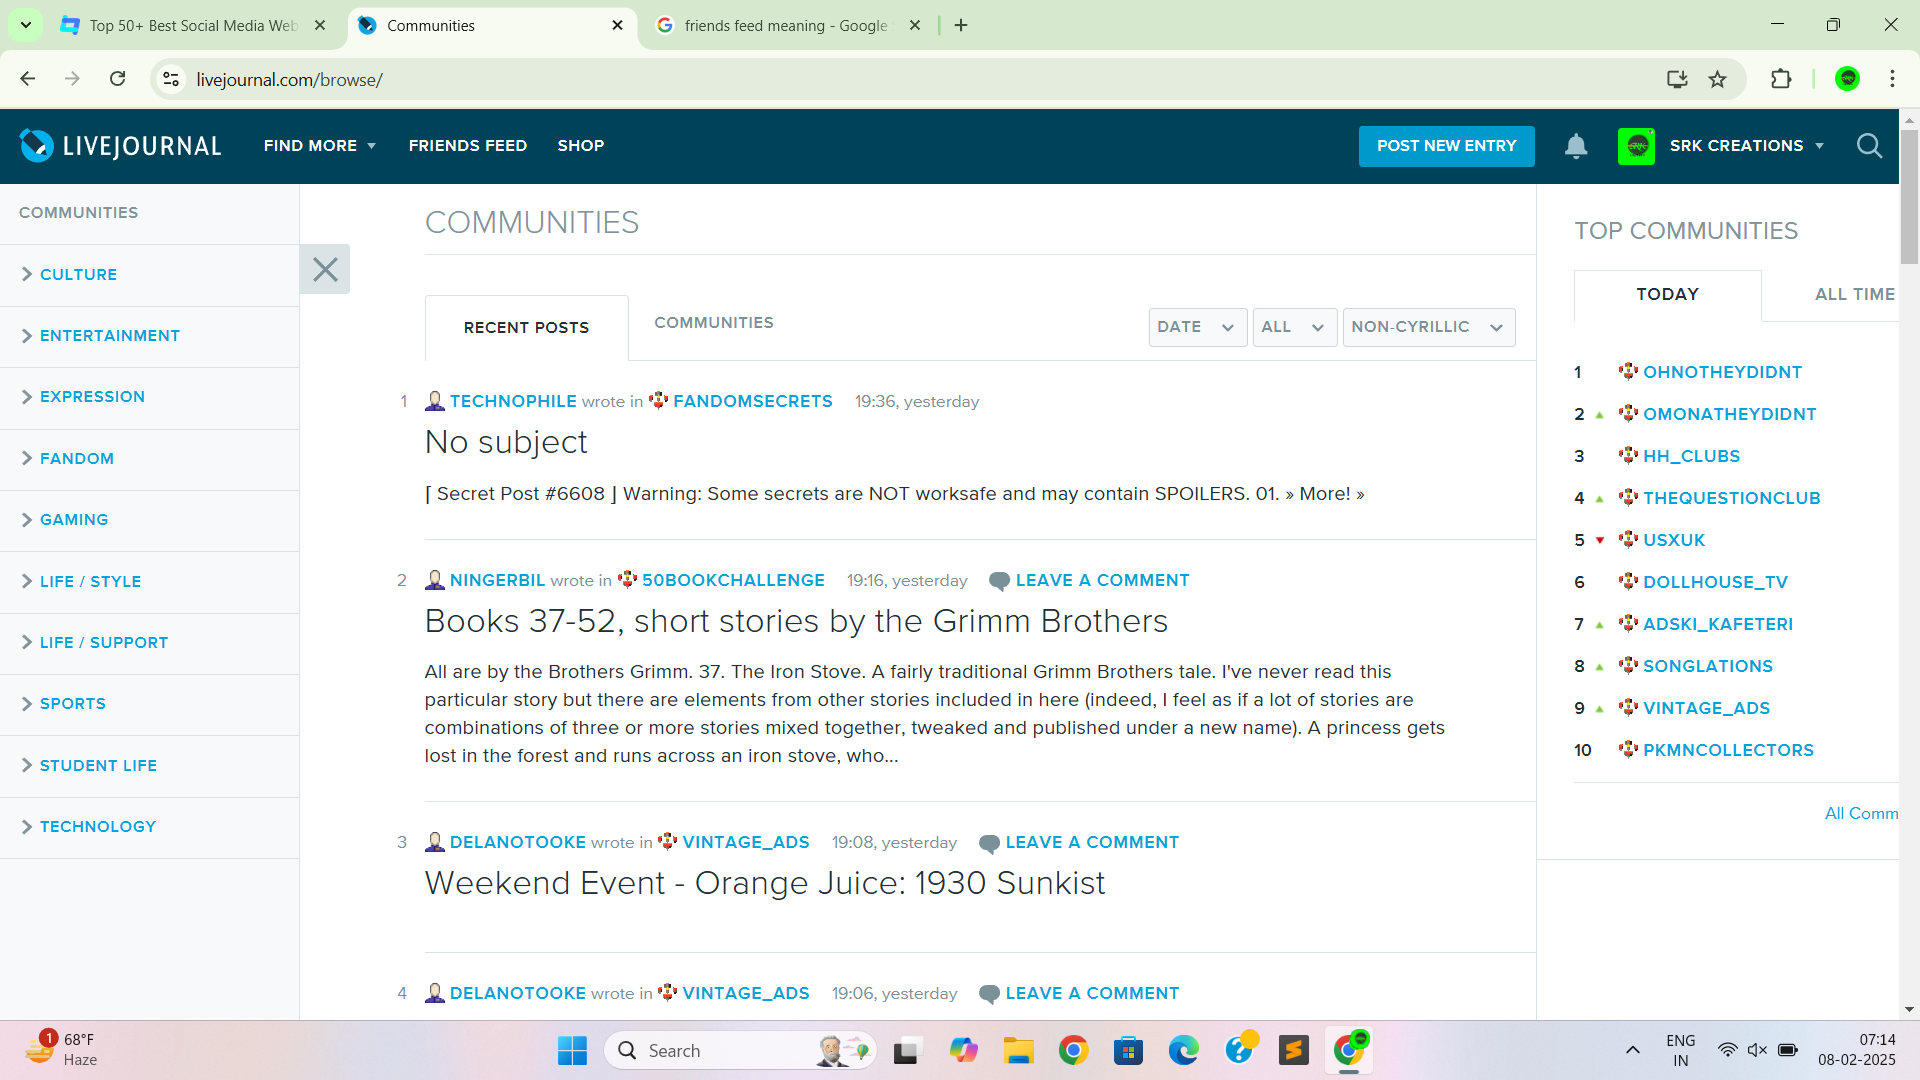 Top 50+ Best Social Media Web
Communities
friends feed meaning - Google
livejournal.com/browse/
LIVEJOURNAL
FIND MORE
FRIENDS FEED
SHOP
POST NEW ENTRY
SRK CREATIONS
COMMUNITIES
CULTURE
ENTERTAINMENT
EXPRESSION
FANDOM
GAMING
LIFE / STYLE
LIFE / SUPPORT
SPORTS
STUDENT LIFE
TECHNOLOGY
COMMUNITIES
RECENT POSTS
COMMUNITIES
DATE
ALL
NON-CYRILLIC
1 TECHNOPHILE wrote in FANDOMSECRETS 19:36, yesterday
No subject
⌈ Secret Post #6608 ⌋ Warning: Some secrets are NOT worksafe and may contain SPOILERS. 01. » More! »
2 NINGERBIL wrote in 50BOOKCHALLENGE 19:16, yesterday LEAVE A COMMENT
Books 37-52, short stories by the Grimm Brothers
All are by the Brothers Grimm. 37. The Iron Stove. A fairly traditional Grimm Brothers tale. I've never read this
particular story but there are elements from other stories included in here (indeed, I feel as if a lot of stories are
combinations of three or more stories mixed together, tweaked and published under a new name). A princess gets
lost in the forest and runs across an iron stove, who...
3 DELANOTOOKE wrote in VINTAGE_ADS 19:08, yesterday LEAVE A COMMENT
Weekend Event - Orange Juice: 1930 Sunkist
4 DELANOTOOKE wrote in VINTAGE_ADS 19:06, yesterday LEAVE A COMMENT
TOP COMMUNITIES
TODAY
ALL TIME
1 OHNOTHEYDIDNT
2 OMONATHEYDIDNT
3 HH_CLUBS
4 THEQUESTIONCLUB
5 USXUK
6 DOLLHOUSE_TV
7 ADSKI_KAFETERI
8 SONGLATIONS
9 VINTAGE_ADS
10 PKMNCOLLECTORS
All Comm
1
68°F
Haze
Search
ENG
IN
07:14
08-02-2025